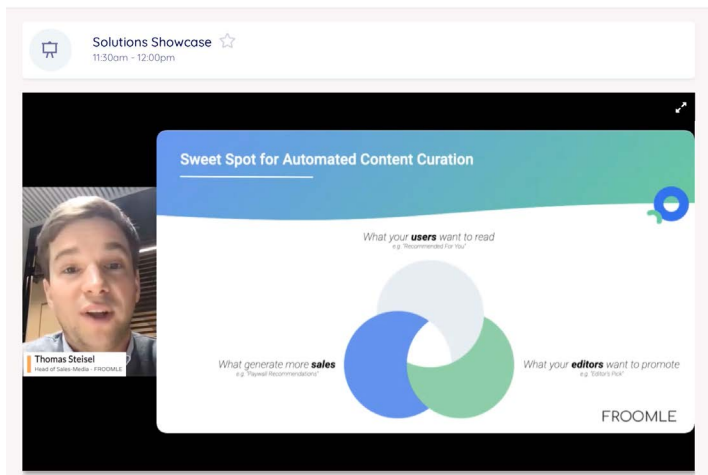 Solutions Showcase
11:30am - 12:00pm
Sweet Spot for Automated Content Curation
What your users want to read
e.g. "Recommended For You"
What generate more sales
e.g. "Paywall Recommendations"
What your editors want to promote
e.g. "Editor's Pick"
Thomas Steisel
Head of Sales-Media - FROOMLE
FROOMLE